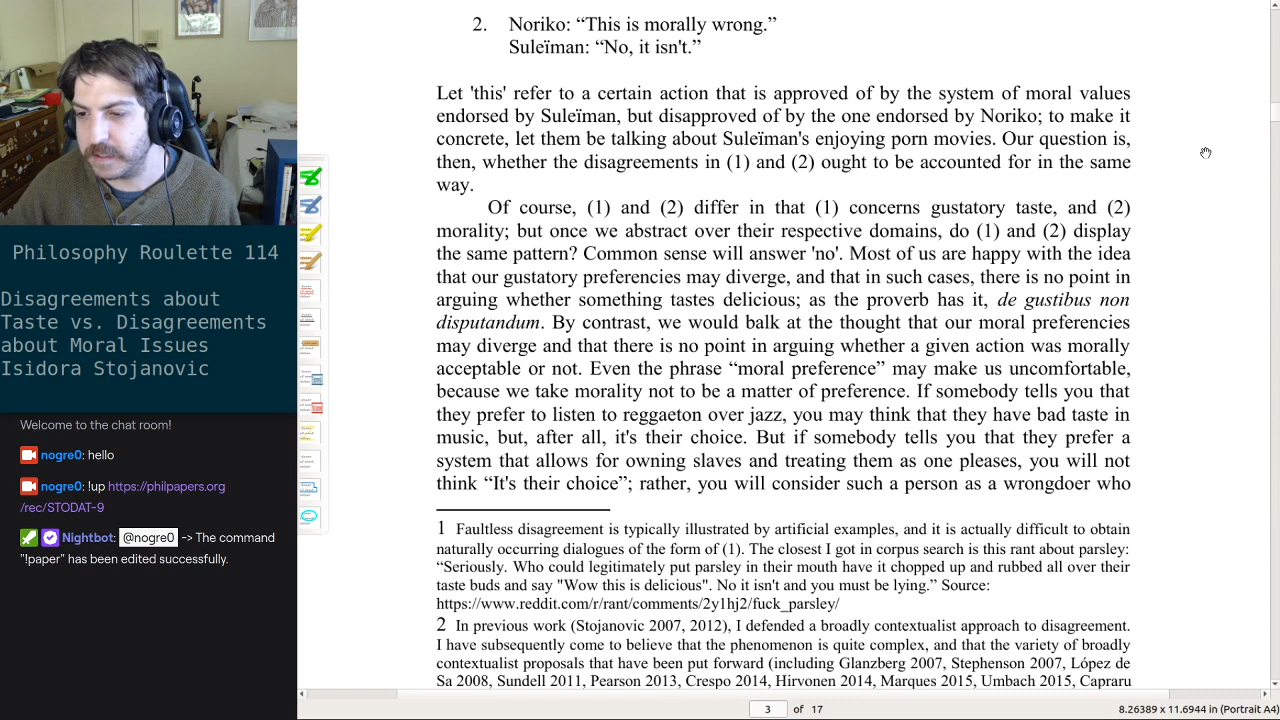 2. Noriko: “This is morally wrong.”
Suleïman: “No, it isn't.”
Let 'this' refer to a certain action that is approved of by the system of moral values
endorsed by Suleïman, but disapproved of by the one endorsed by Noriko; to make it
concrete, let them be talking about Suleïman's enjoying porn movies. Our question is,
then, whether the disagreements in (1) and (2) ought to be accounted for in the same
way.
Of course, (1) and (2) differ in that (1) concerns gustatory taste, and (2)
morality; but once we abstract over their respective domains, do (1) and (2) display
the same pattern? Common sense may answer 'no'. Most of us are happy with the idea
that our gustatory preferences may diverge and that, in such cases, there is no point in
arguing whether something tastes delicious; as the proverb has it, de gustibus non
disputandum. In contrast, we recoil at the thought that our moral preferences
may diverge and that there is no point in arguing whether a given action is morally
acceptable or not. Even the phrase “moral preference” may make us uncomfortable,
because we view morality as a matter of duty rather than preference. If somebody tells you that
they prefer to listen to reggaetón than to jazz, you may think that they have bad taste in
music, but, after all, it's their choice. But if somebody tells you that they prefer a
system that allows for owning slaves and treating them as one pleases, you will not
think “It's their choice”; rather, you will consider such a person as a wrongdoer who
1 Faultless disagreement is typically illustrated by artificial examples, and it is actually difficult to obtain
naturally occurring dialogues of the form of (1). The closest I got in corpus search is this rant about parsley:
“Seriously. Who could legitimately put parsley in their mouth have it chopped up and rubbed all over their
taste buds and say "Wow this is delicious". No it isn't and you must be lying.” Source:
https://www.reddit.com/r/rant/comments/2y1hj2/fuck_parsley/
2 In previous work (Stojanovic 2007, 2012), I defended a broadly contextualist approach to disagreement.
I have subsequently come to believe that the phenomenon is quite complex, and that the variety of broadly
contextualist proposals that have been put forward (including Glanzberg 2007, Stephenson 2007, López de
Sa 2008, Sundell 2011, Pearson 2013, Crespo 2014, Hirvonen 2014, Marques 2015, Umbach 2015, Capraru
3 of 17
8.26389 x 11.6944 in (Portrait A4)
Philosophy Roulette 114
Disagreements about
Taste vs. Disagreements
about Moral Issues
Isidora Stojanovic
nogre0: hello
nogre0: !up https://philpapers.org
/rec/STODAT-9
Nightbot: @nogre0 -> The command
"!paper" has been edited successfully.